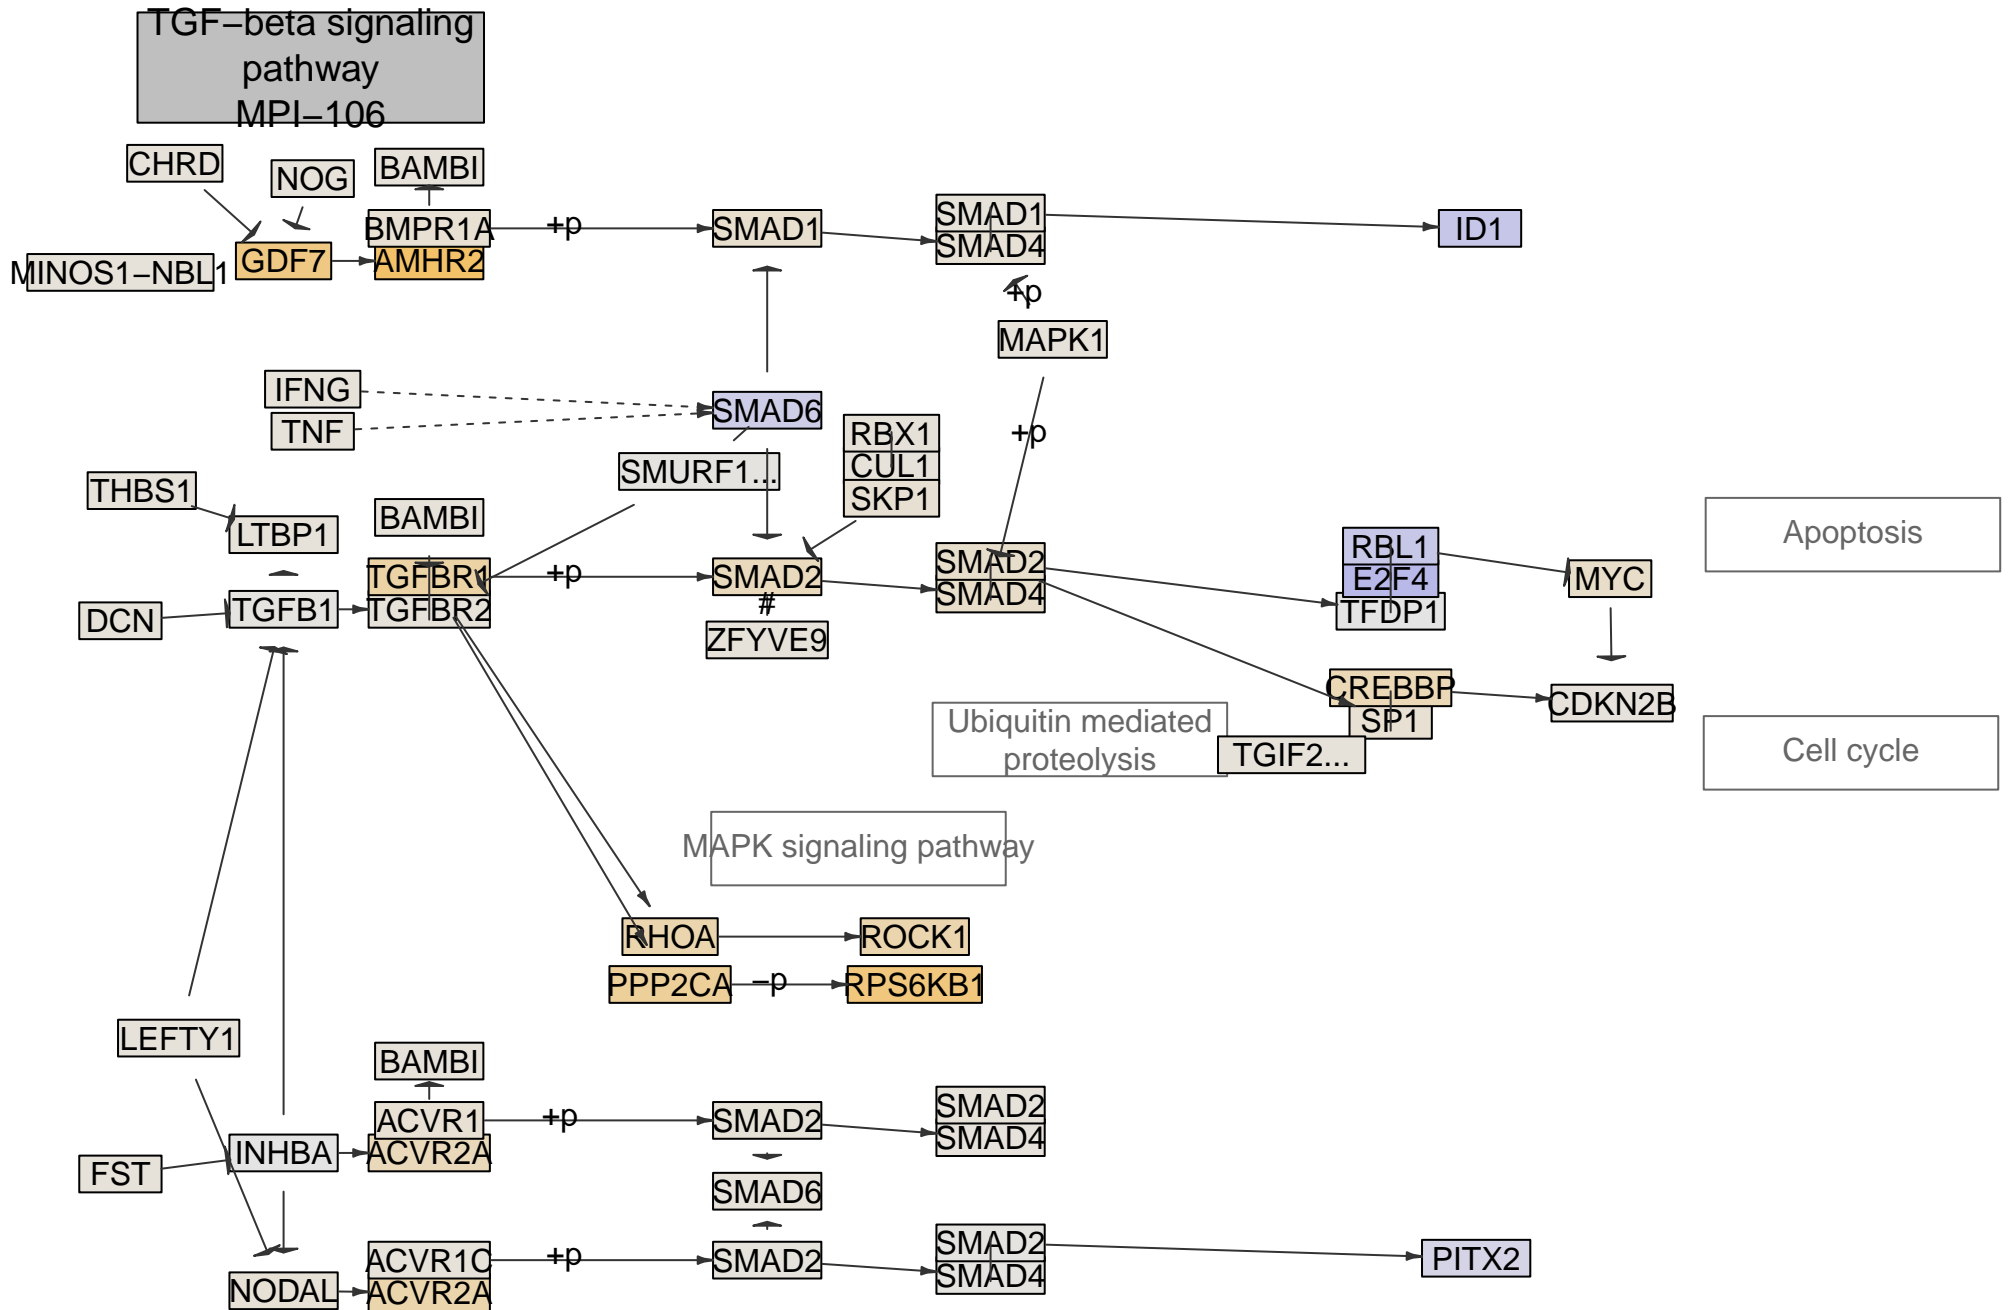 TGF−beta signaling
pathway
MPI−106
CHRD
NOG
BAMBI
BMPR1A
+p
SMAD1
SMAD1
SMAD4
ID1
MINOS1−NBL1
GDF7
AMHR2
+p
MAPK1
IFNG
TNF
SMAD6
RBX1
CUL1
SKP1
+p
SMURF1...
THBS1
LTBP1
BAMBI
Apoptosis
TGFBR1
TGFBR2
+p
SMAD2
#
ZFYVE9
SMAD2
SMAD4
RBL1
E2F4
TFDP1
MYC
DCN
TGFB1
CREBBP
SP1
TGIF2...
CDKN2B
Ubiquitin mediated
proteolysis
Cell cycle
MAPK signaling pathway
RHOA
ROCK1
PPP2CA
−p
RPS6KB1
LEFTY1
BAMBI
ACVR1
ACVR2A
+p
SMAD2
SMAD2
SMAD4
FST
INHBA
SMAD6
NODAL
ACVR1C
ACVR2A
+p
SMAD2
SMAD2
SMAD4
PITX2